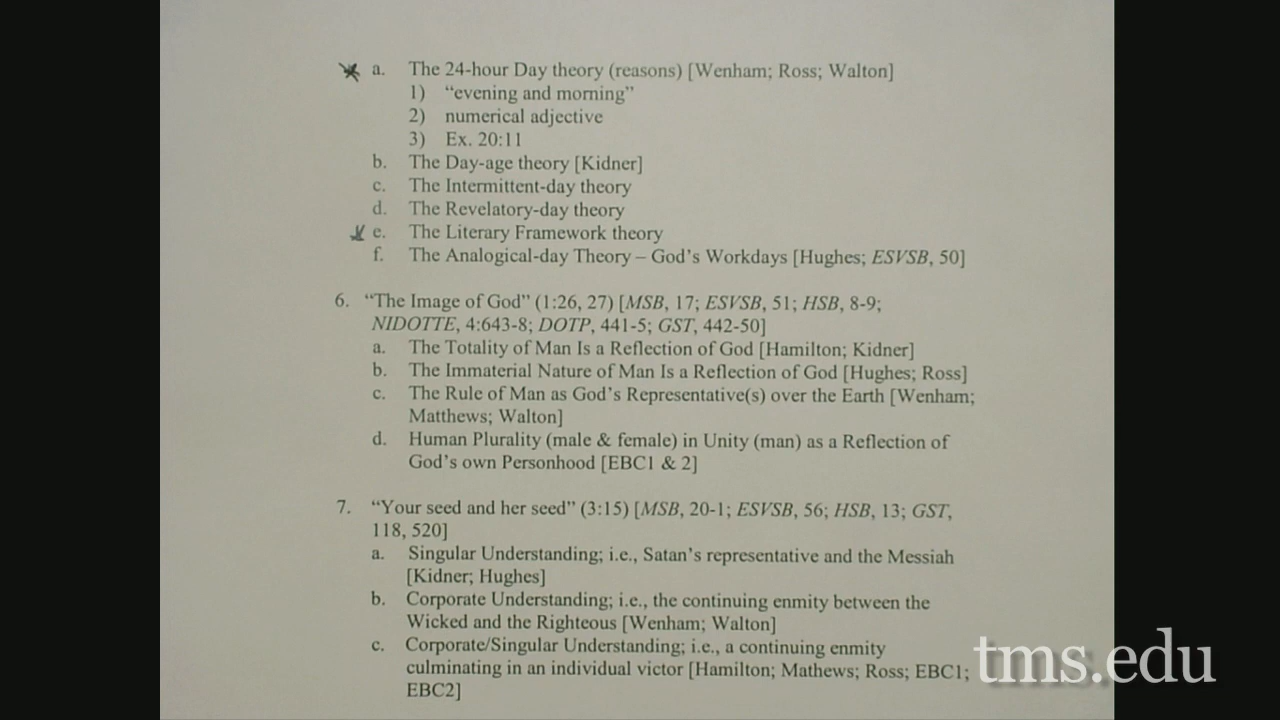 a. The 24-hour Day theory (reasons) [Wenham; Ross; Walton]
1) “evening and morning”
2) numerical adjective
3) Ex. 20:11
b. The Day-age theory [Kidner]
c. The Intermittent-day theory
d. The Revelatory-day theory
e. The Literary Framework theory
f. The Analogical-day Theory – God’s Workdays [Hughes; ESVSB, 50]
6. “The Image of God” (1:26, 27) [MSB, 17; ESVSB, 51; HSB, 8-9;
NIDOTTE, 4:643-8; DOTP, 441-5; GST, 442-50]
a. The Totality of Man Is a Reflection of God [Hamilton; Kidner]
b. The Immaterial Nature of Man Is a Reflection of God [Hughes; Ross]
c. The Rule of Man as God’s Representative(s) over the Earth [Wenham;
Matthews; Walton]
d. Human Plurality (male & female) in Unity (man) as a Reflection of
God’s own Personhood [EBC1 & 2]
7. “Your seed and her seed” (3:15) [MSB, 20-1; ESVSB, 56; HSB, 13; GST,
118, 520]
a. Singular Understanding; i.e., Satan’s representative and the Messiah
[Kidner; Hughes]
b. Corporate Understanding; i.e., the continuing enmity between the
Wicked and the Righteous [Wenham; Walton]
c. Corporate/Singular Understanding; i.e., a continuing enmity
culminating in an individual victor [Hamilton; Mathews; Ross; EBC1;
EBC2]
tms.edu